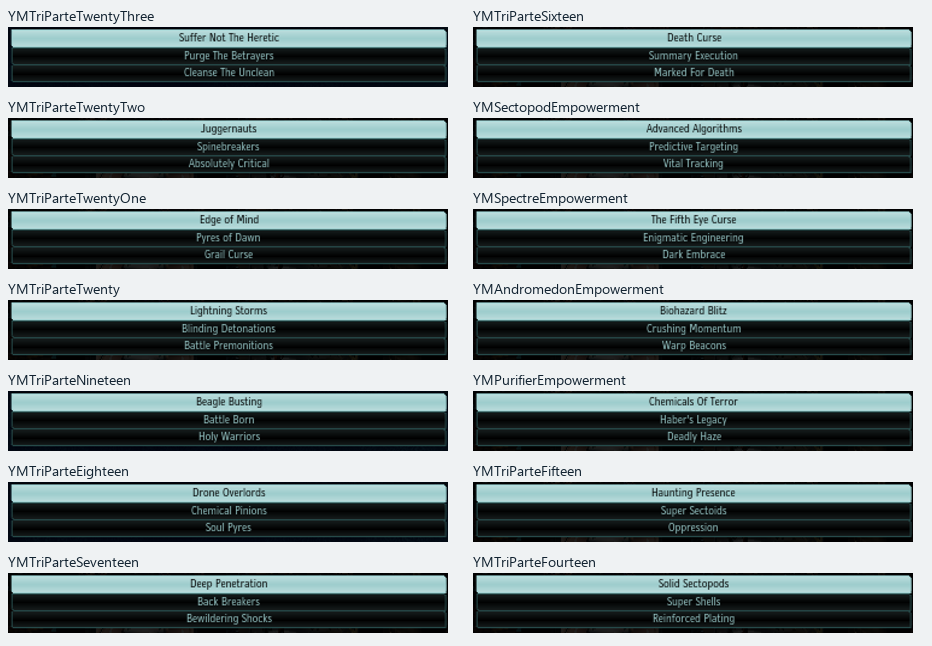 YMTriParteTwentyThree
Suffer Not The Heretic
Purge The Betrayers
Cleanse The Unclean
YMTriParteTwentyTwo
Juggernauts
Spinebreakers
Absolutely Critical
YMTriParteTwentyOne
Edge of Mind
Pyres of Dawn
Grail Curse
YMTriParteTwenty
Lightning Storms
Blinding Detonations
Battle Premonitions
YMTriParteNineteen
Beagle Busting
Battle Born
Holy Warriors
YMTriParteEighteen
Drone Overlords
Chemical Pinions
Soul Pyres
YMTriParteSeventeen
Deep Penetration
Back Breakers
Bewildering Shocks
YMTriParteSixteen
Death Curse
Summary Execution
Marked For Death
YMSectopodEmpowerment
Advanced Algorithms
Predictive Targeting
Vital Tracking
YMSpectreEmpowerment
The Fifth Eye Curse
Enigmatic Engineering
Dark Embrace
YMAndromedonEmpowerment
Biohazard Blitz
Crushing Momentum
Warp Beacons
YMPurifierEmpowerment
Chemicals Of Terror
Haber's Legacy
Deadly Haze
YMTriParteFifteen
Haunting Presence
Super Sectoids
Oppression
YMTriParteFourteen
Solid Sectopods
Super Shells
Reinforced Plating